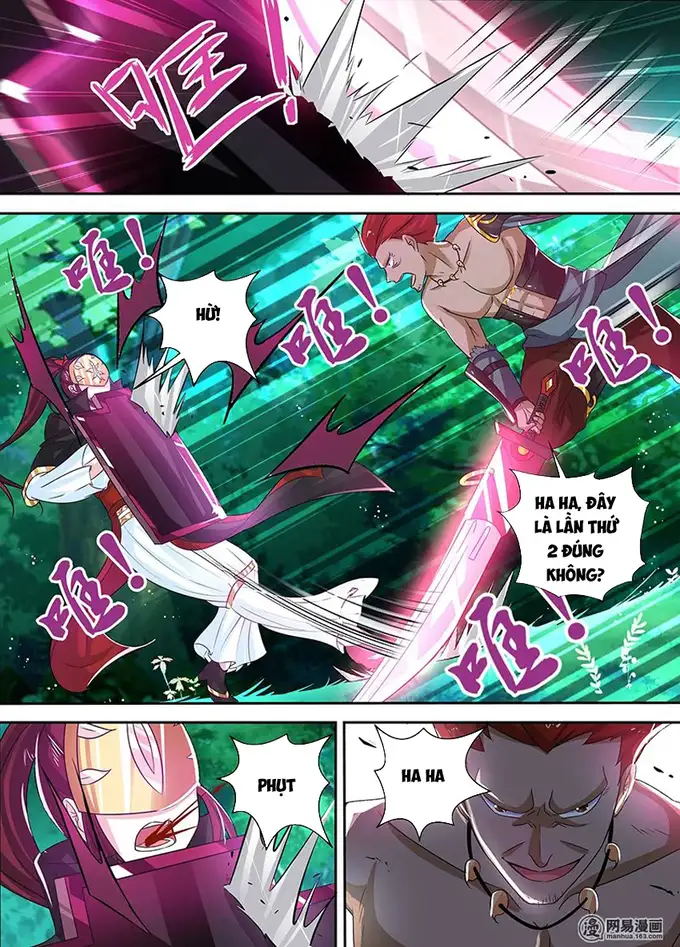 哐!
哐!
哐!
哐!
HỪ!
HA HA, ĐÂY
LÀ LẦN THỨ
2 ĐÚNG
KHÔNG?
哐!
哐!
PHỤT
HA HA
网易漫画
manhua.163.com